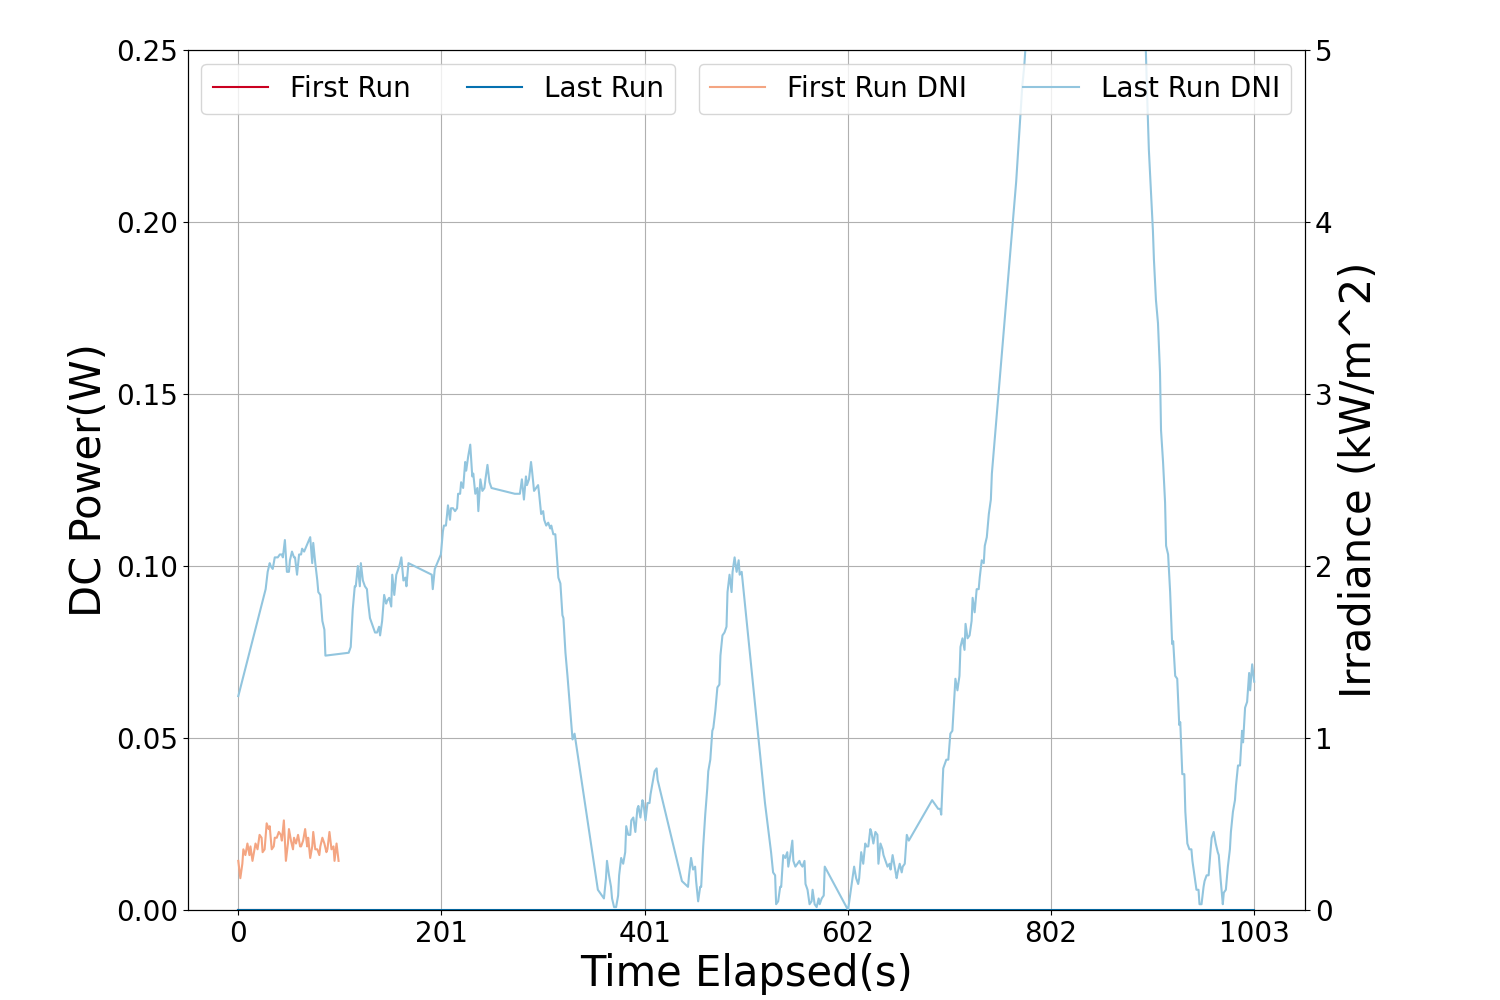 0.25
0.20
0.15
0.10
0.05
0.00
DC Power(W)
First Run
Last Run
First Run DNI
Last Run DNI
5
4
3
2
1
0
Irradiance (kW/m^2)
0
201
401
602
802
1003
Time Elapsed(s)